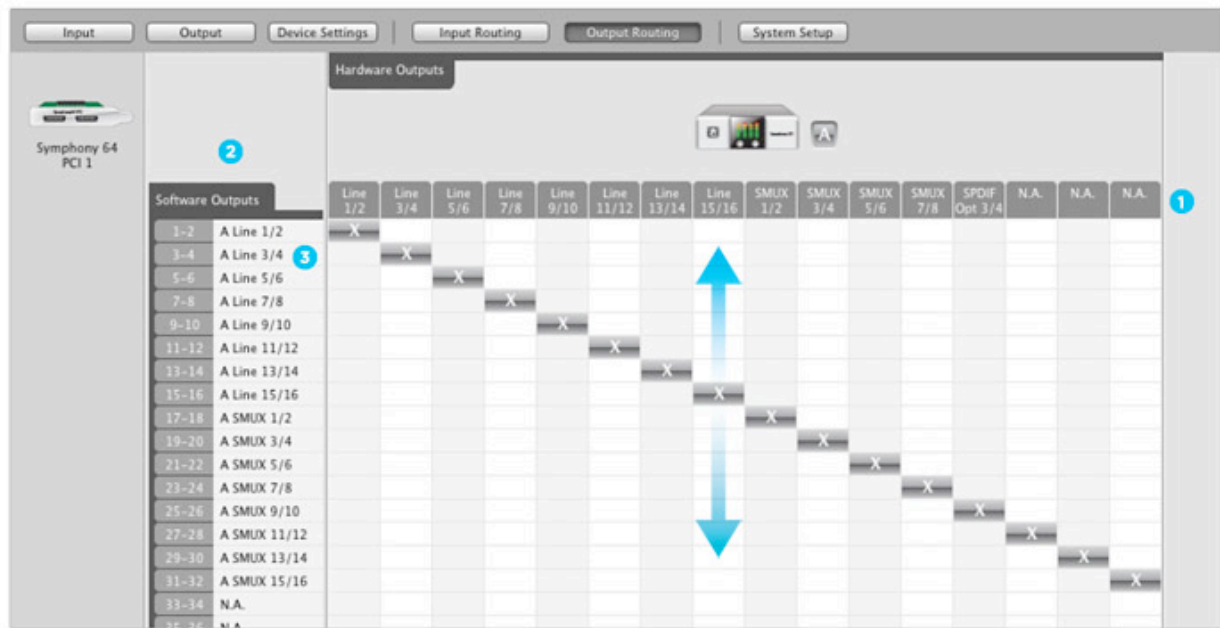 Input Output Device Settings Input Routing Output Routing System Setup
Hardware Outputs
A
Symphony 64
PCI 1
2
Software Outputs
Line 1/2 Line 3/4 Line 5/6 Line 7/8 Line 9/10 Line 11/12 Line 13/14 Line 15/16 SMUX 1/2 SMUX 3/4 SMUX 5/6 SMUX 7/8 SPDIF Opt 3/4 N.A. N.A. N.A.
1
1-2 A Line 1/2 X
3-4 A Line 3/4 3 X
5-6 A Line 5/6 X
7-8 A Line 7/8 X
9-10 A Line 9/10 X
11-12 A Line 11/12 X
13-14 A Line 13/14 X
15-16 A Line 15/16 X
17-18 A SMUX 1/2 X
19-20 A SMUX 3/4 X
21-22 A SMUX 5/6 X
23-24 A SMUX 7/8 X
25-26 A SMUX 9/10 X
27-28 A SMUX 11/12 X
29-30 A SMUX 13/14 X
31-32 A SMUX 15/16 X
33-34 N.A.